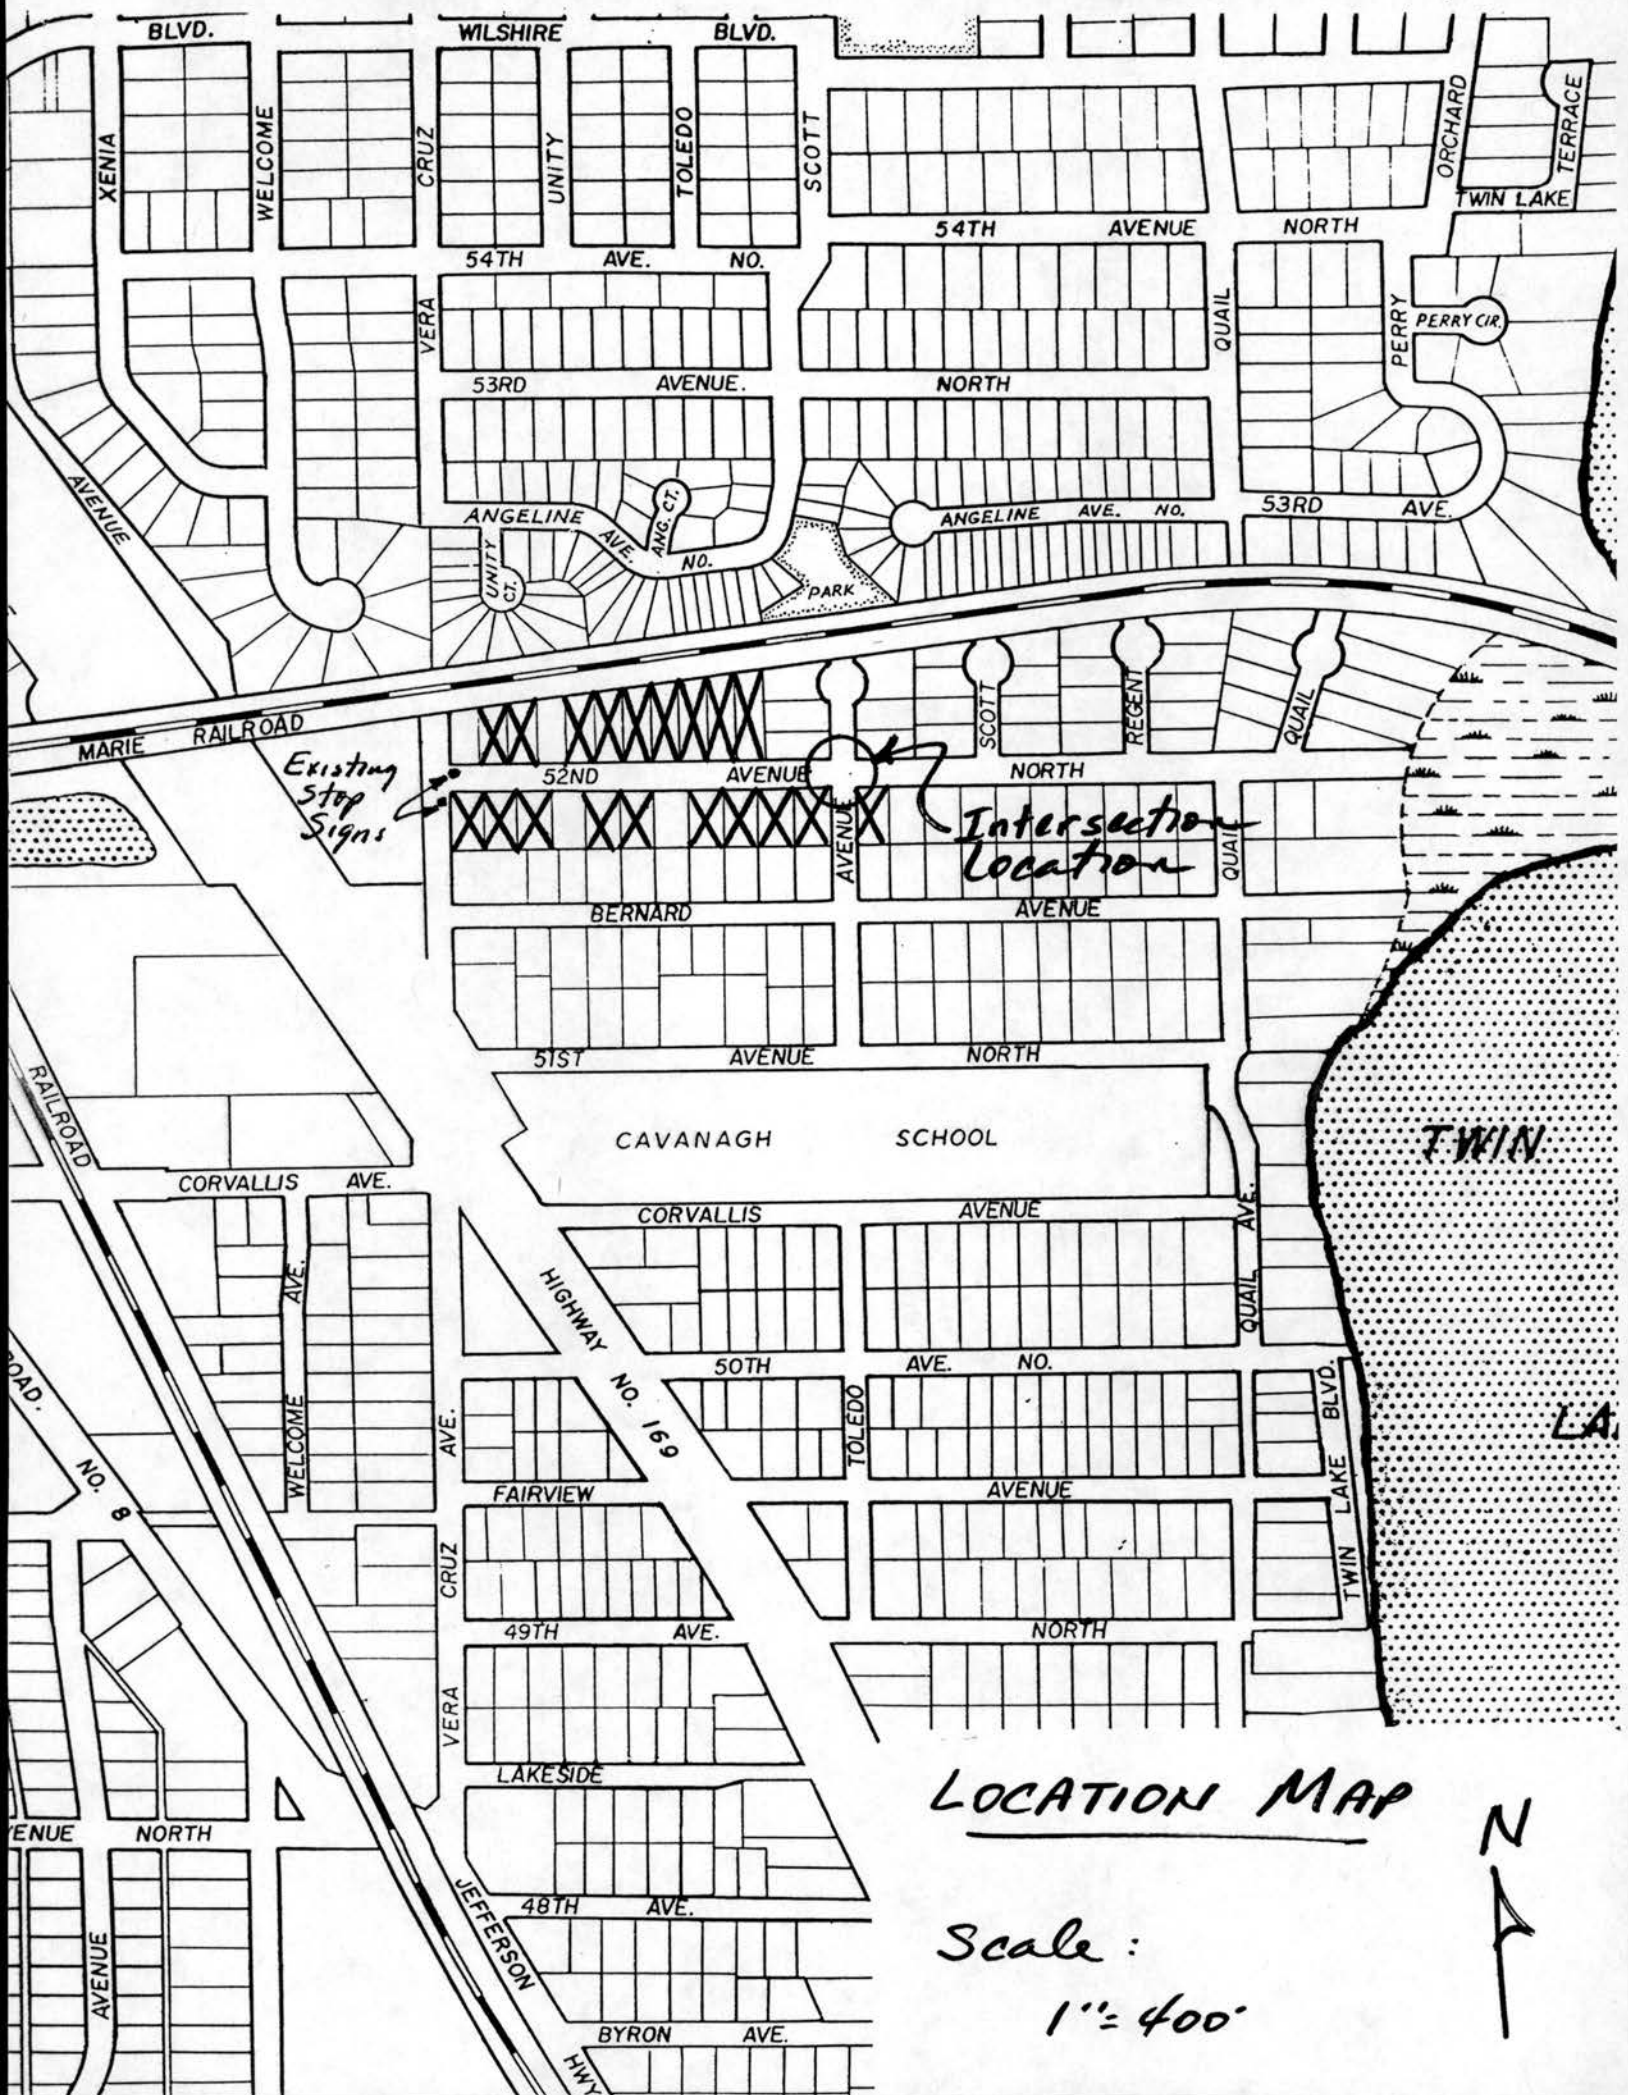 BLVD. WILSHIRE BLVD.
XENIA
WELCOME
CRUZ
UNITY
TOLEDO
SCOTT
ORCHARD
TERRACE
TWIN LAKE
54TH AVENUE NORTH
54TH AVE. NO.
VERA
QUAIL
PERRY
PERRY CIR.
53RD AVENUE. NORTH
AVENUE
ANGELINE AVE. NO.
ANG. CT.
UNITY CT.
ANGELINE AVE. NO.
53RD AVE.
PARK
MARIE RAILROAD
SCOTT
REGENT
QUAIL
Existing
Stop
Signs
52ND AVENUE NORTH
AVENUE
Intersection
Location
QUAIL
BERNARD AVENUE
51ST AVENUE NORTH
RAILROAD
CAVANAGH SCHOOL
TWIN
CORVALLIS AVE.
CORVALLIS AVENUE
QUAIL AVE.
WELCOME AVE.
HIGHWAY NO. 169
50TH AVE. NO.
OAD.
NO. 8
AVE.
TOLEDO
TWIN LAKE BLVD.
LA
FAIRVIEW AVENUE
CRUZ
49TH AVE. NORTH
VERA
LAKESIDE
LOCATION MAP
N
VENUE NORTH
JEFFERSON
48TH AVE.
AVENUE
Scale:
1"=400'
BYRON AVE.
HWY